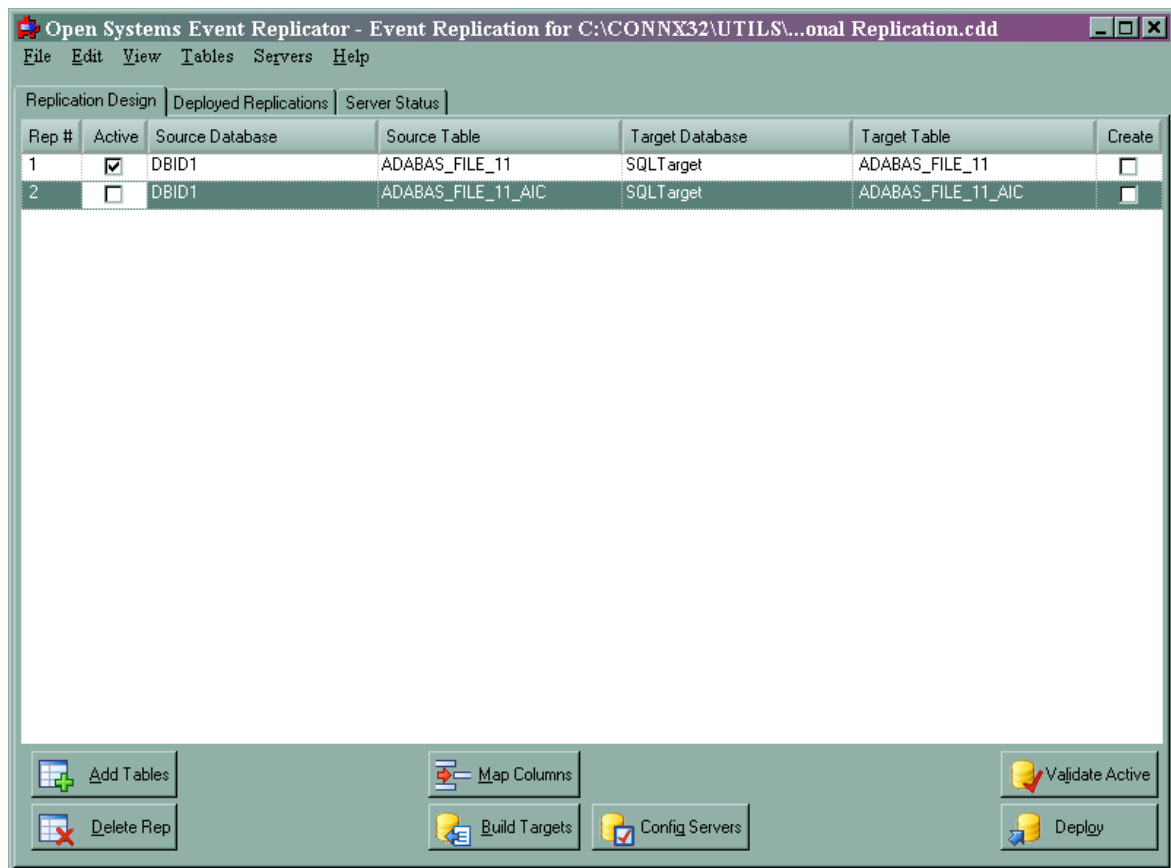 Open Systems Event Replicator - Event Replication for C:\CONNX32\UTILS\...onal Replication.cdd
File Edit View Tables Servers Help
Replication Design Deployed Replications Server Status
Rep # Active Source Database Source Table Target Database Target Table Create
1 DBID1 ADABAS_FILE_11 SQLTarget ADABAS_FILE_11
2 DBID1 ADABAS_FILE_11_AIC SQLTarget ADABAS_FILE_11_AIC
Add Tables Map Columns Validate Active
Delete Rep Build Targets Config Servers Deploy